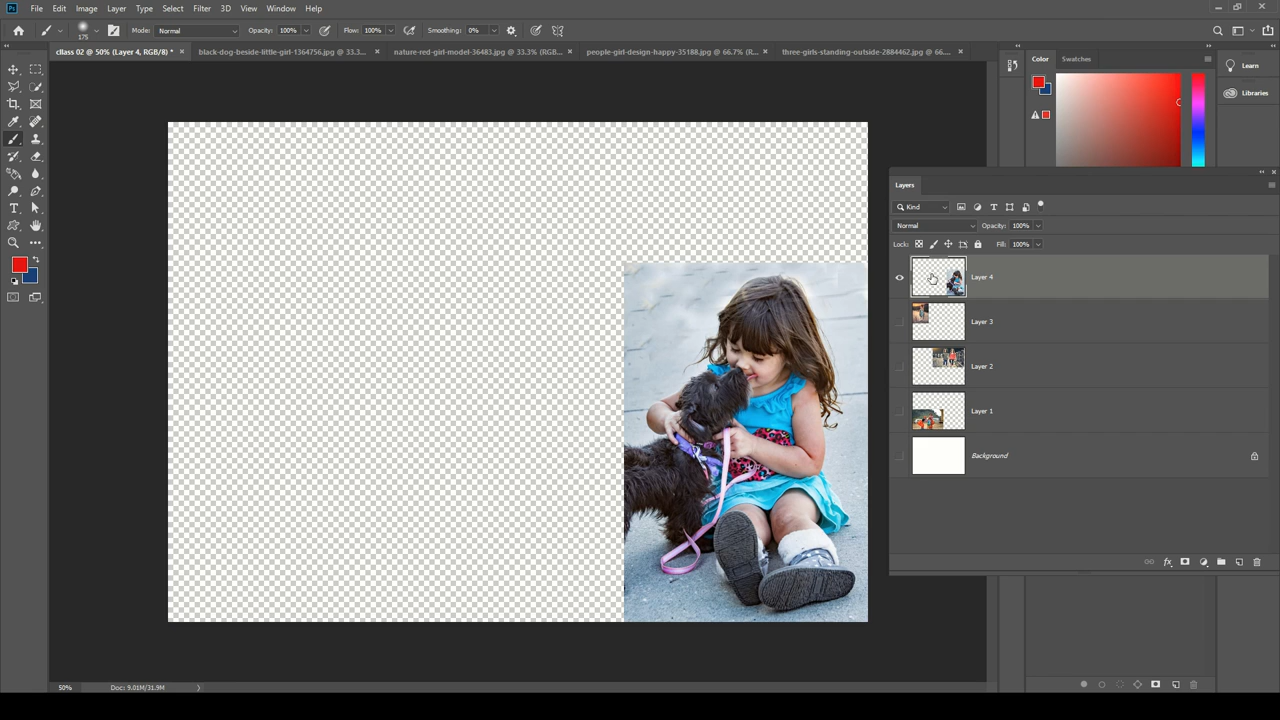 Ps File Edit Image Layer Type Select Filter 3D View Window Help
175 Mode: Normal Opacity: 100% Flow: 100% Smoothing: 0%
dlass 02 @ 50% (Layer 4, RGB/8) * black-dog-beside-little-girl-1364756.jpg @ 33.3... nature-red-girl-model-36483.jpg @ 33.3% (RGB... people-girl-design-happy-35188.jpg @ 66.7% (R... three-girls-standing-outside-2884462.jpg @ 66....
Color Swatches
Learn
Libraries
Layers
Kind
Normal Opacity: 100%
Lock: Fill: 100%
Layer 4
Layer 3
Layer 2
Layer 1
Background
50% Doc: 9.01M/31.9M